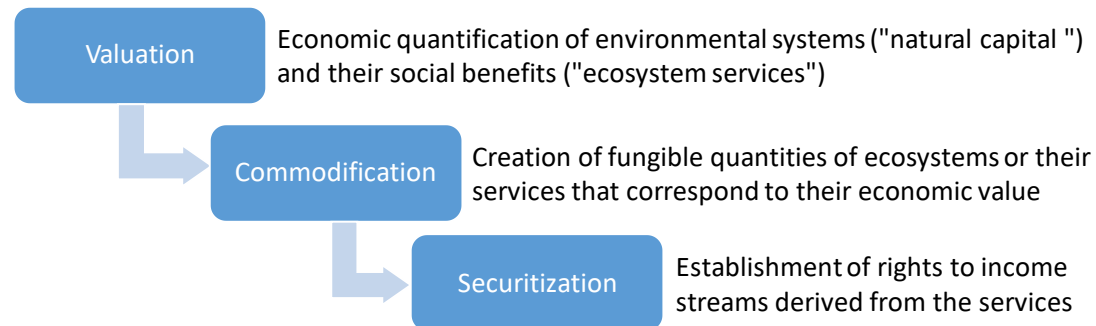 Valuation
Economic quantification of environmental systems ("natural capital ")
and their social benefits ("ecosystem services")
Commodification
Creation of fungible quantities of ecosystems or their
services that correspond to their economic value
Securitization
Establishment of rights to income
streams derived from the services